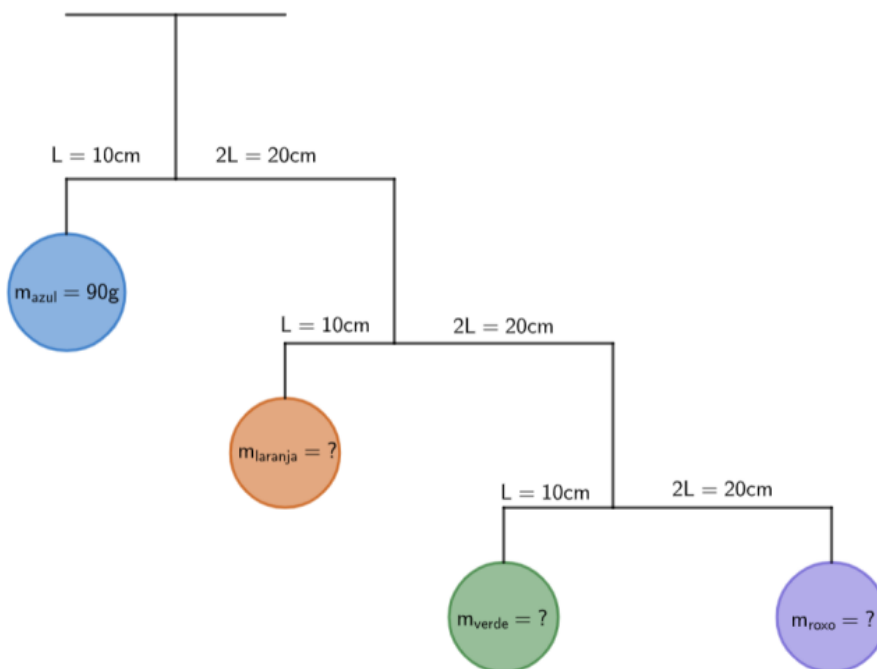 L = 10cm
2L = 20cm
m_azul = 90g
L = 10cm
2L = 20cm
m_laranja = ?
L = 10cm
2L = 20cm
m_verde = ?
m_roxo = ?